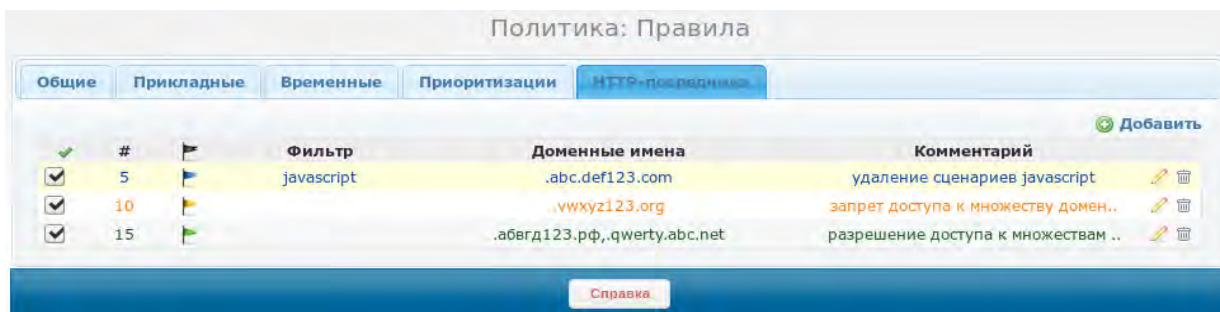 Политика: Правила
Общие Прикладные Временные Приоритизации HTTP-посредника
Добавить
# Фильтр Доменные имена Комментарий
5 javascript .abc.def123.com удаление сценариев javascript
10 .vwxyz123.org запрет доступа к множеству домен..
15 .абвгд123.рф,.qwerty.abc.net разрешение доступа к множествам ..
Справка